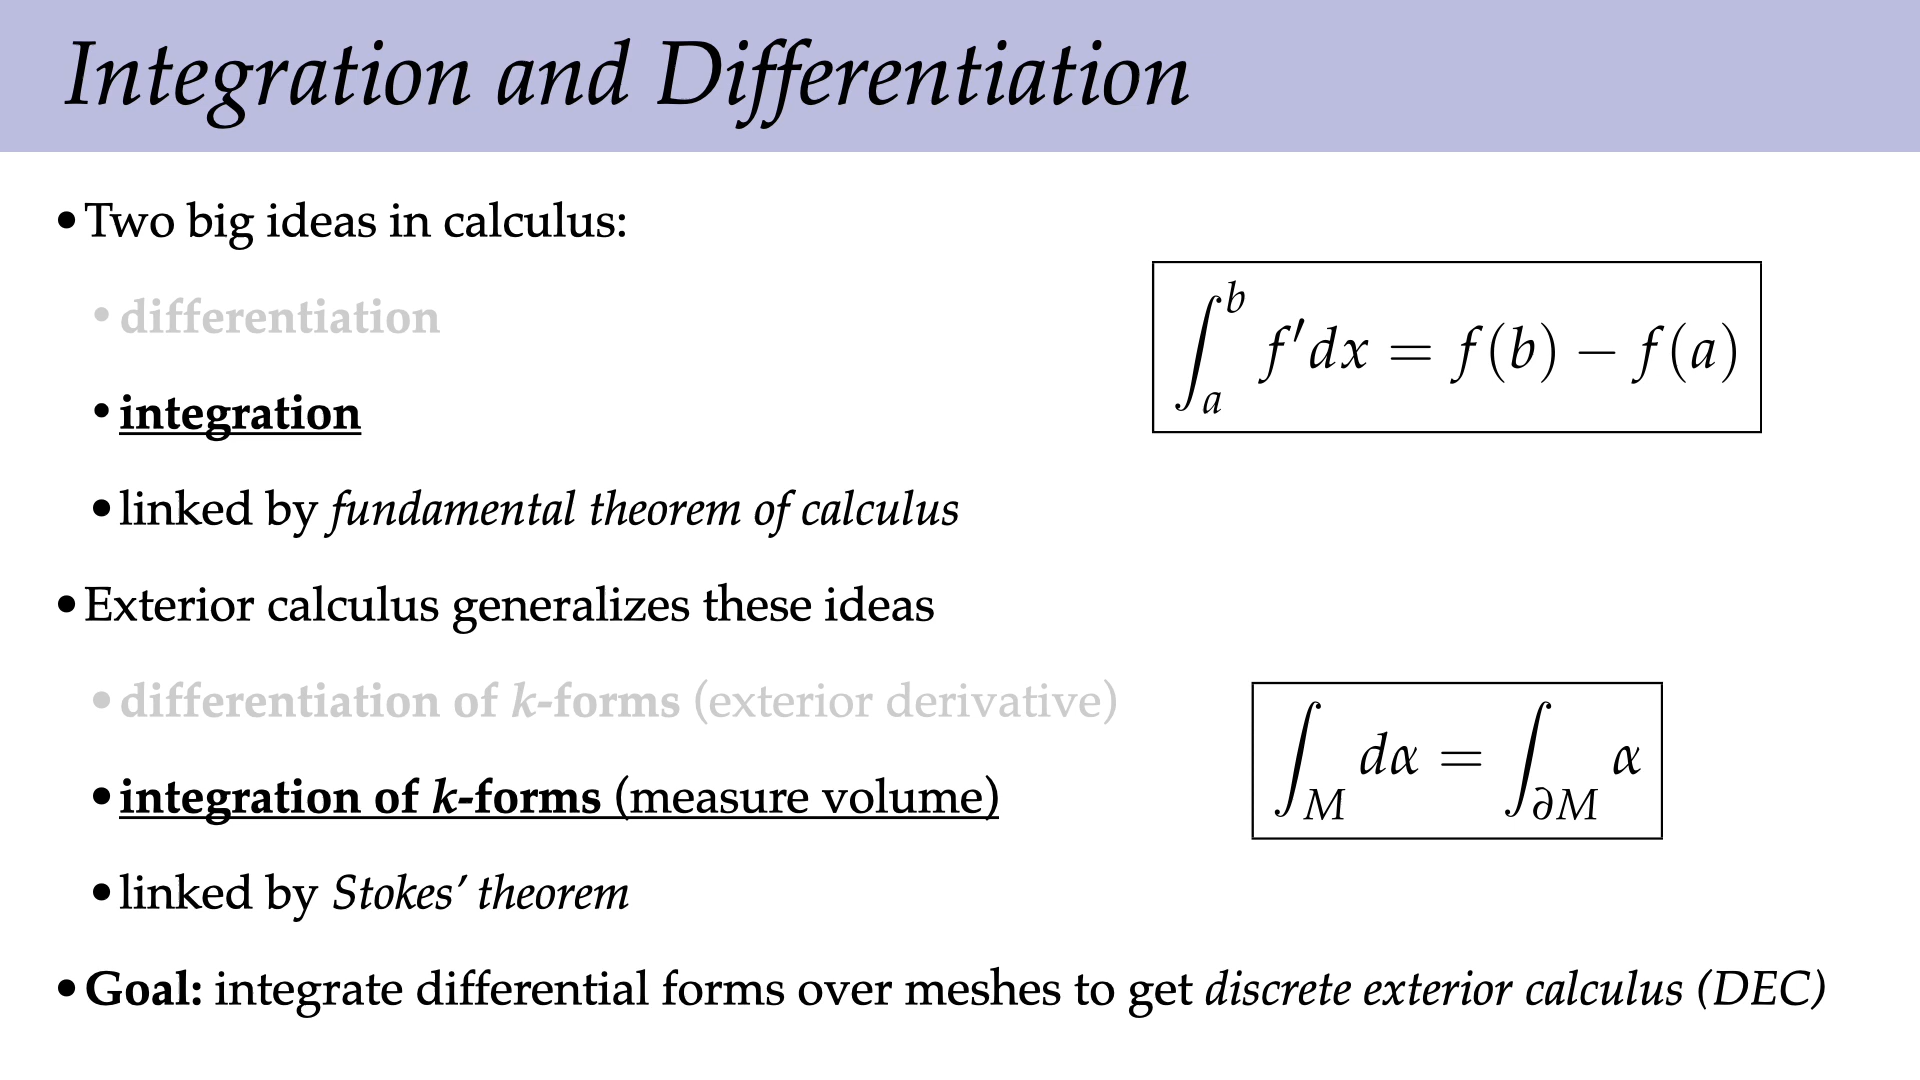 Integration and Differentiation
•Two big ideas in calculus:
•differentiation
•integration
•linked by fundamental theorem of calculus
∫_a^b f′dx = f(b) − f(a)
•Exterior calculus generalizes these ideas
•differentiation of k-forms (exterior derivative)
•integration of k-forms (measure volume)
•linked by Stokes’ theorem
∫_M dα = ∫_∂M α
•Goal: integrate differential forms over meshes to get discrete exterior calculus (DEC)